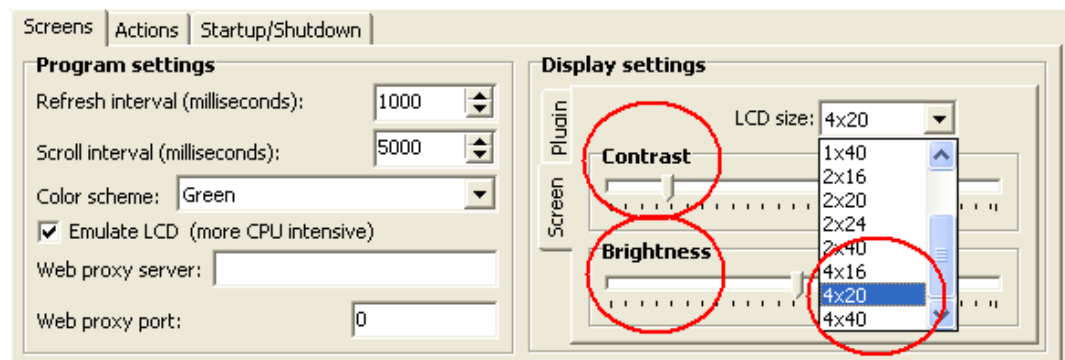 Screens Actions Startup/Shutdown
Program settings
Refresh interval (milliseconds): 1000
Scroll interval (milliseconds): 5000
Color scheme: Green
Emulate LCD (more CPU intensive)
Web proxy server:
Web proxy port: 0
Display settings
Plugin
Screen
LCD size: 4x20
1x40
2x16
2x20
2x24
2x40
4x16
4x20
4x40
Contrast
Brightness